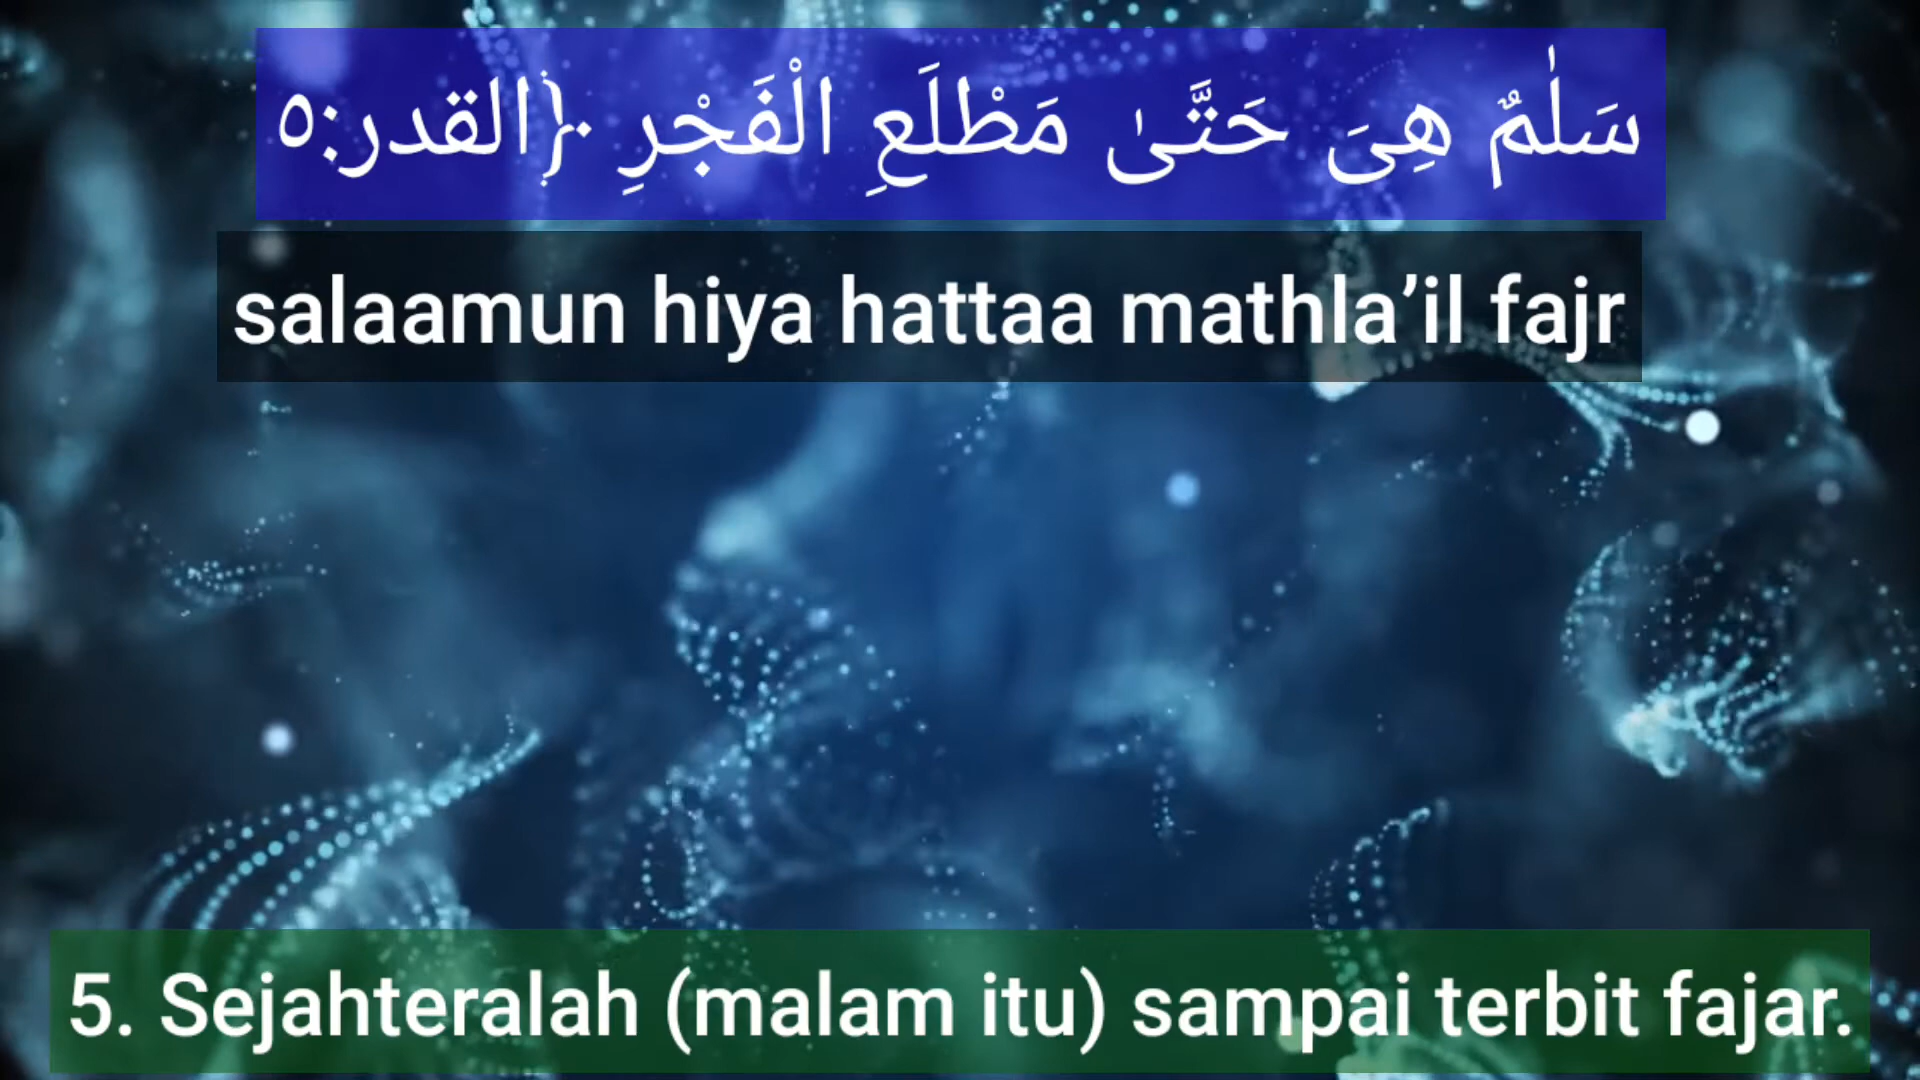 سَلٰمٌ هِىَ حَتَّىٰ مَطْلَعِ الْفَجْرِ ﴿القدر:٥
salaamun hiya hattaa mathla’il fajr
5. Sejahteralah (malam itu) sampai terbit fajar.